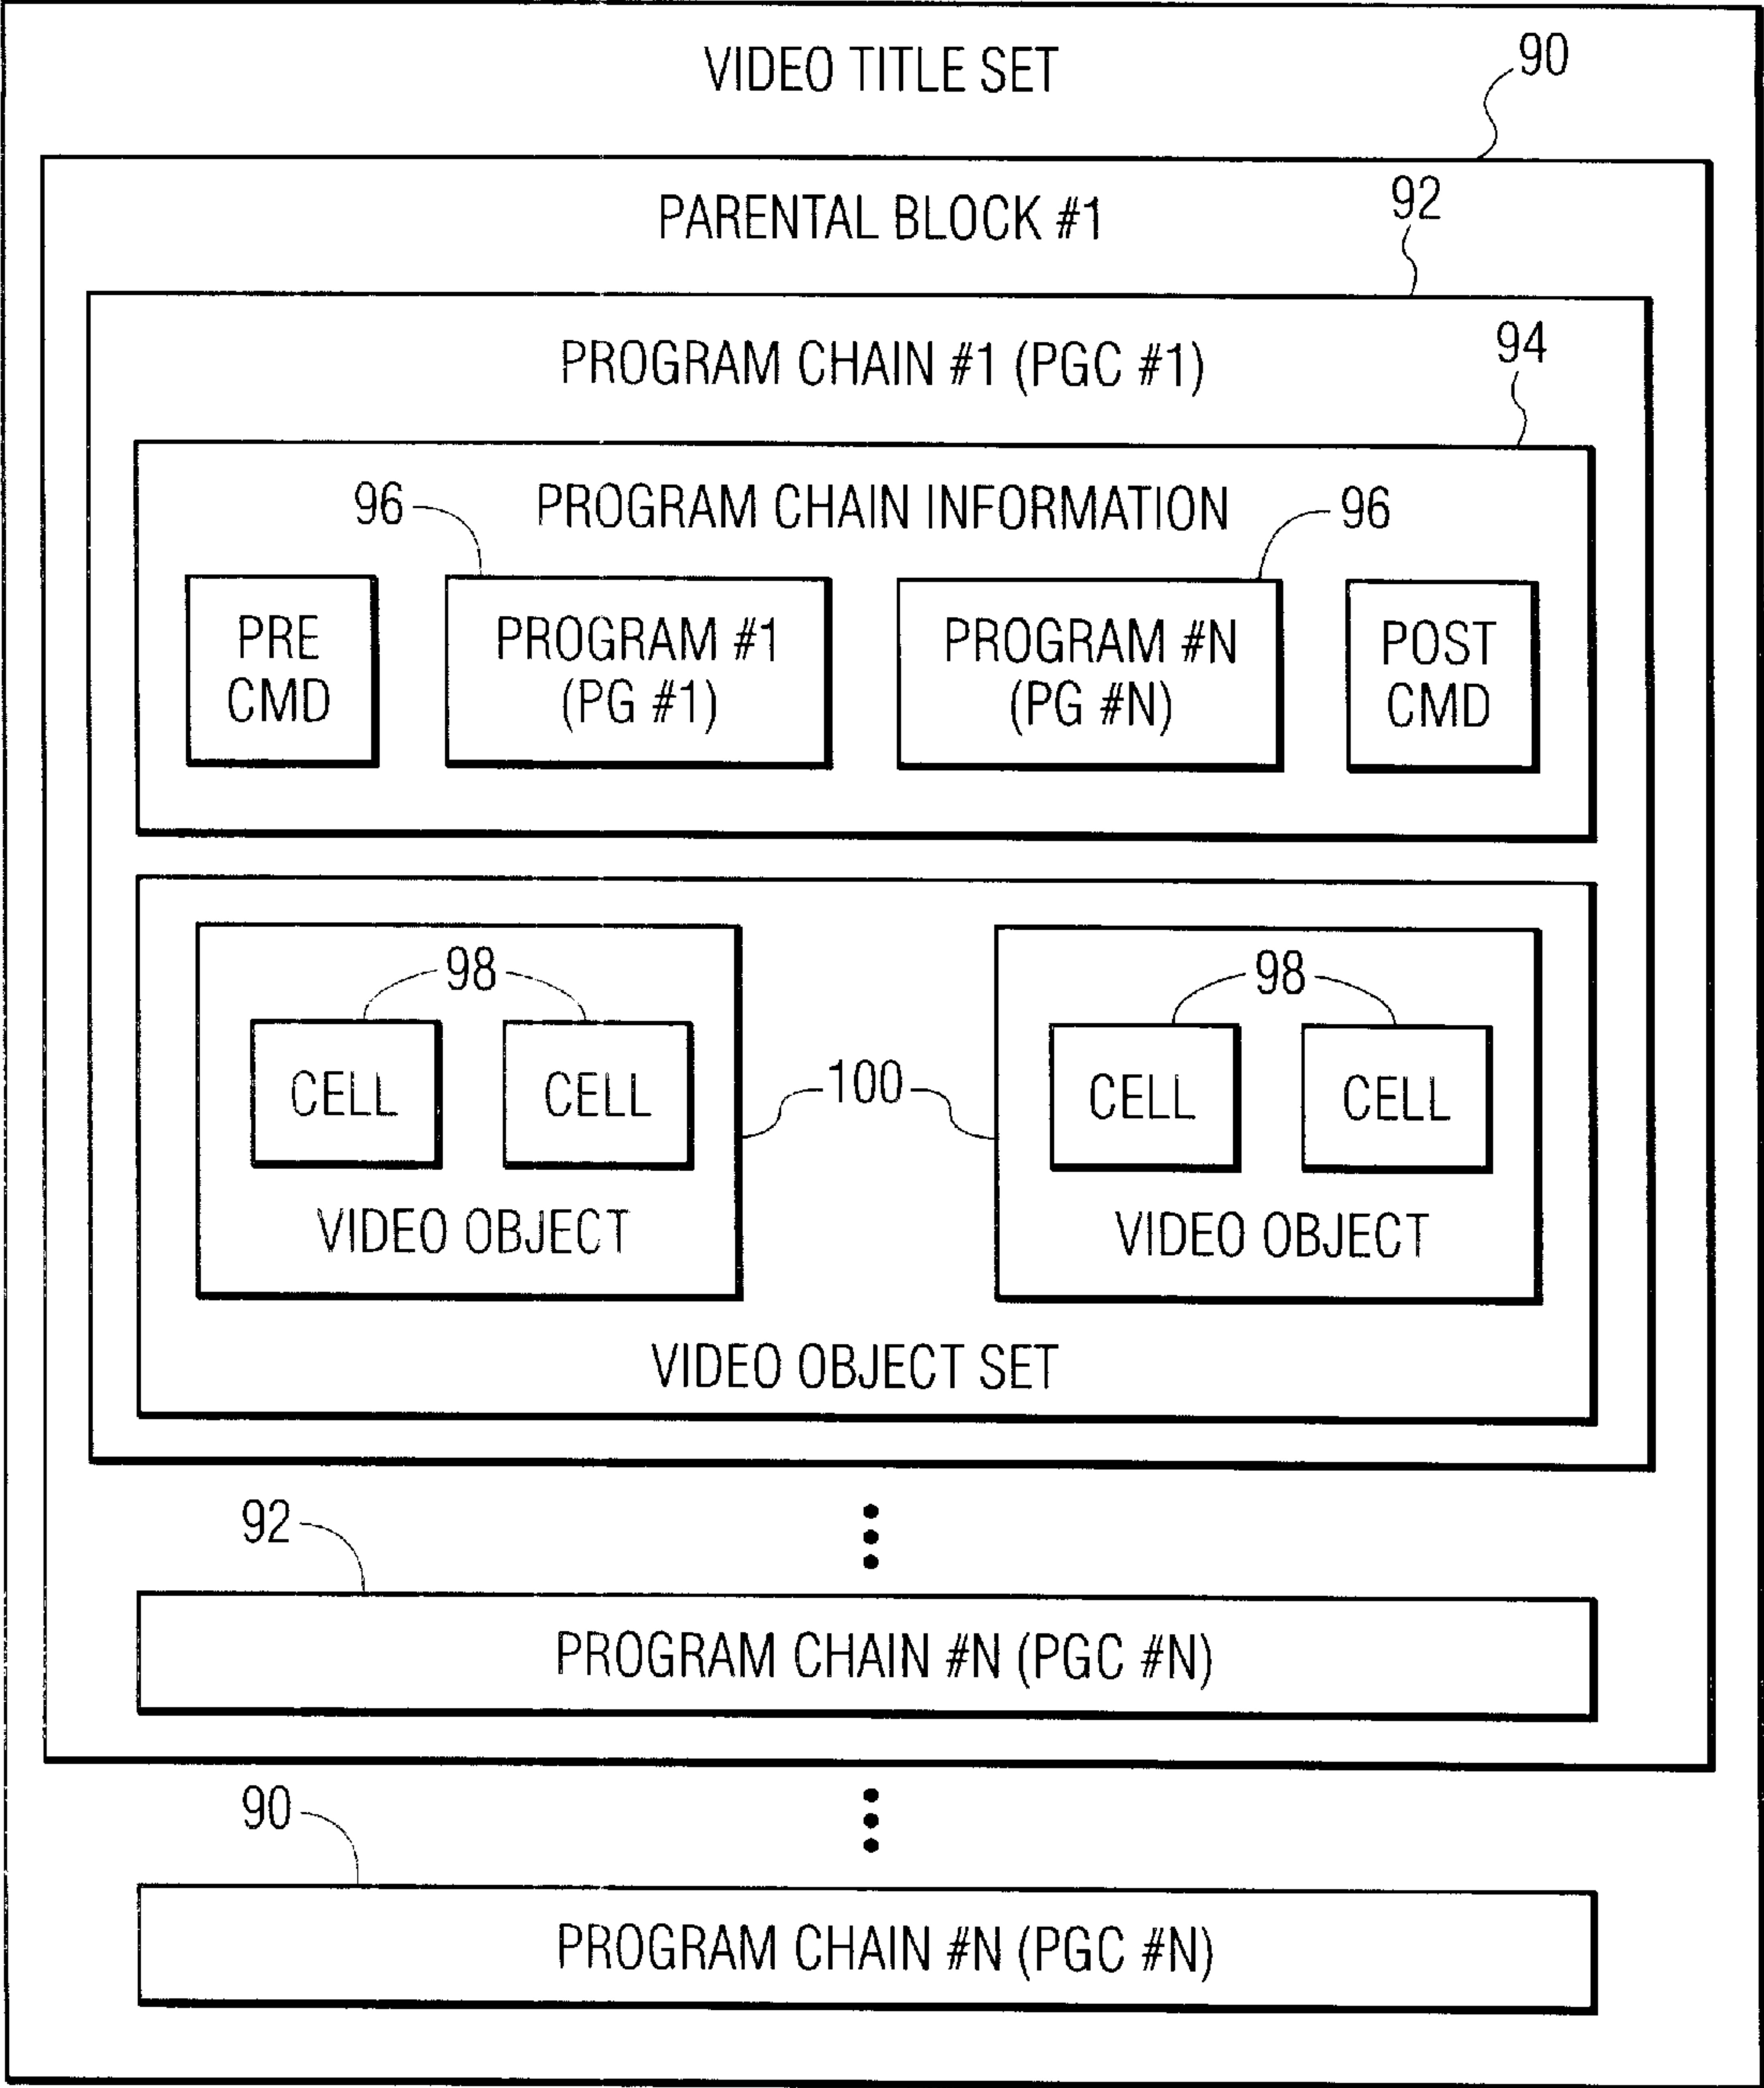 VIDEO TITLE SET
90
PARENTAL BLOCK #1
92
PROGRAM CHAIN #1 (PGC #1)
94
PROGRAM CHAIN INFORMATION
96
96
PRE
CMD
PROGRAM #1
(PG #1)
PROGRAM #N
(PG #N)
POST
CMD
98
98
CELL
CELL
100
CELL
CELL
VIDEO OBJECT
VIDEO OBJECT
VIDEO OBJECT SET
92
PROGRAM CHAIN #N (PGC #N)
90
PROGRAM CHAIN #N (PGC #N)